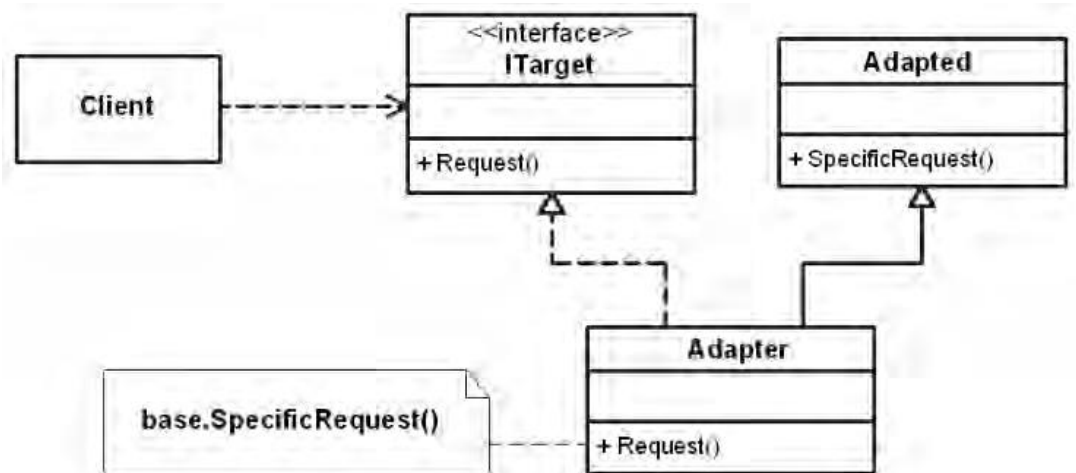 Client
<<interface>>
ITarget
+ Request()
Adapted
+ SpecificRequest()
Adapter
+ Request()
base.SpecificRequest()